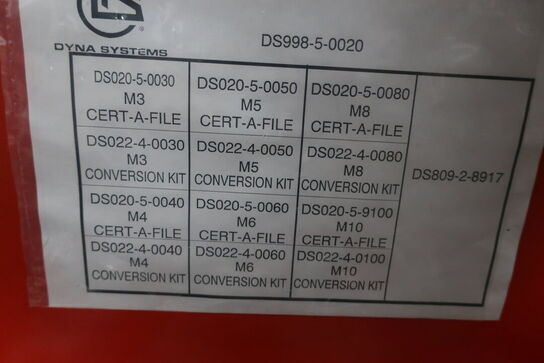 DYNA SYSTEMS
DS998-5-0020
DS020-5-0030
M3
CERT-A-FILE
DS020-5-0050
M5
CERT-A-FILE
DS020-5-0080
M8
CERT-A-FILE
DS022-4-0030
M3
CONVERSION KIT
DS022-4-0050
M5
CONVERSION KIT
DS022-4-0080
M8
CONVERSION KIT
DS809-2-8917
DS020-5-0040
M4
CERT-A-FILE
DS020-5-0060
M6
CERT-A-FILE
DS020-5-9100
M10
CERT-A-FILE
DS022-4-0040
M4
CONVERSION KIT
DS022-4-0060
M6
CONVERSION KIT
DS022-4-0100
M10
CONVERSION KIT